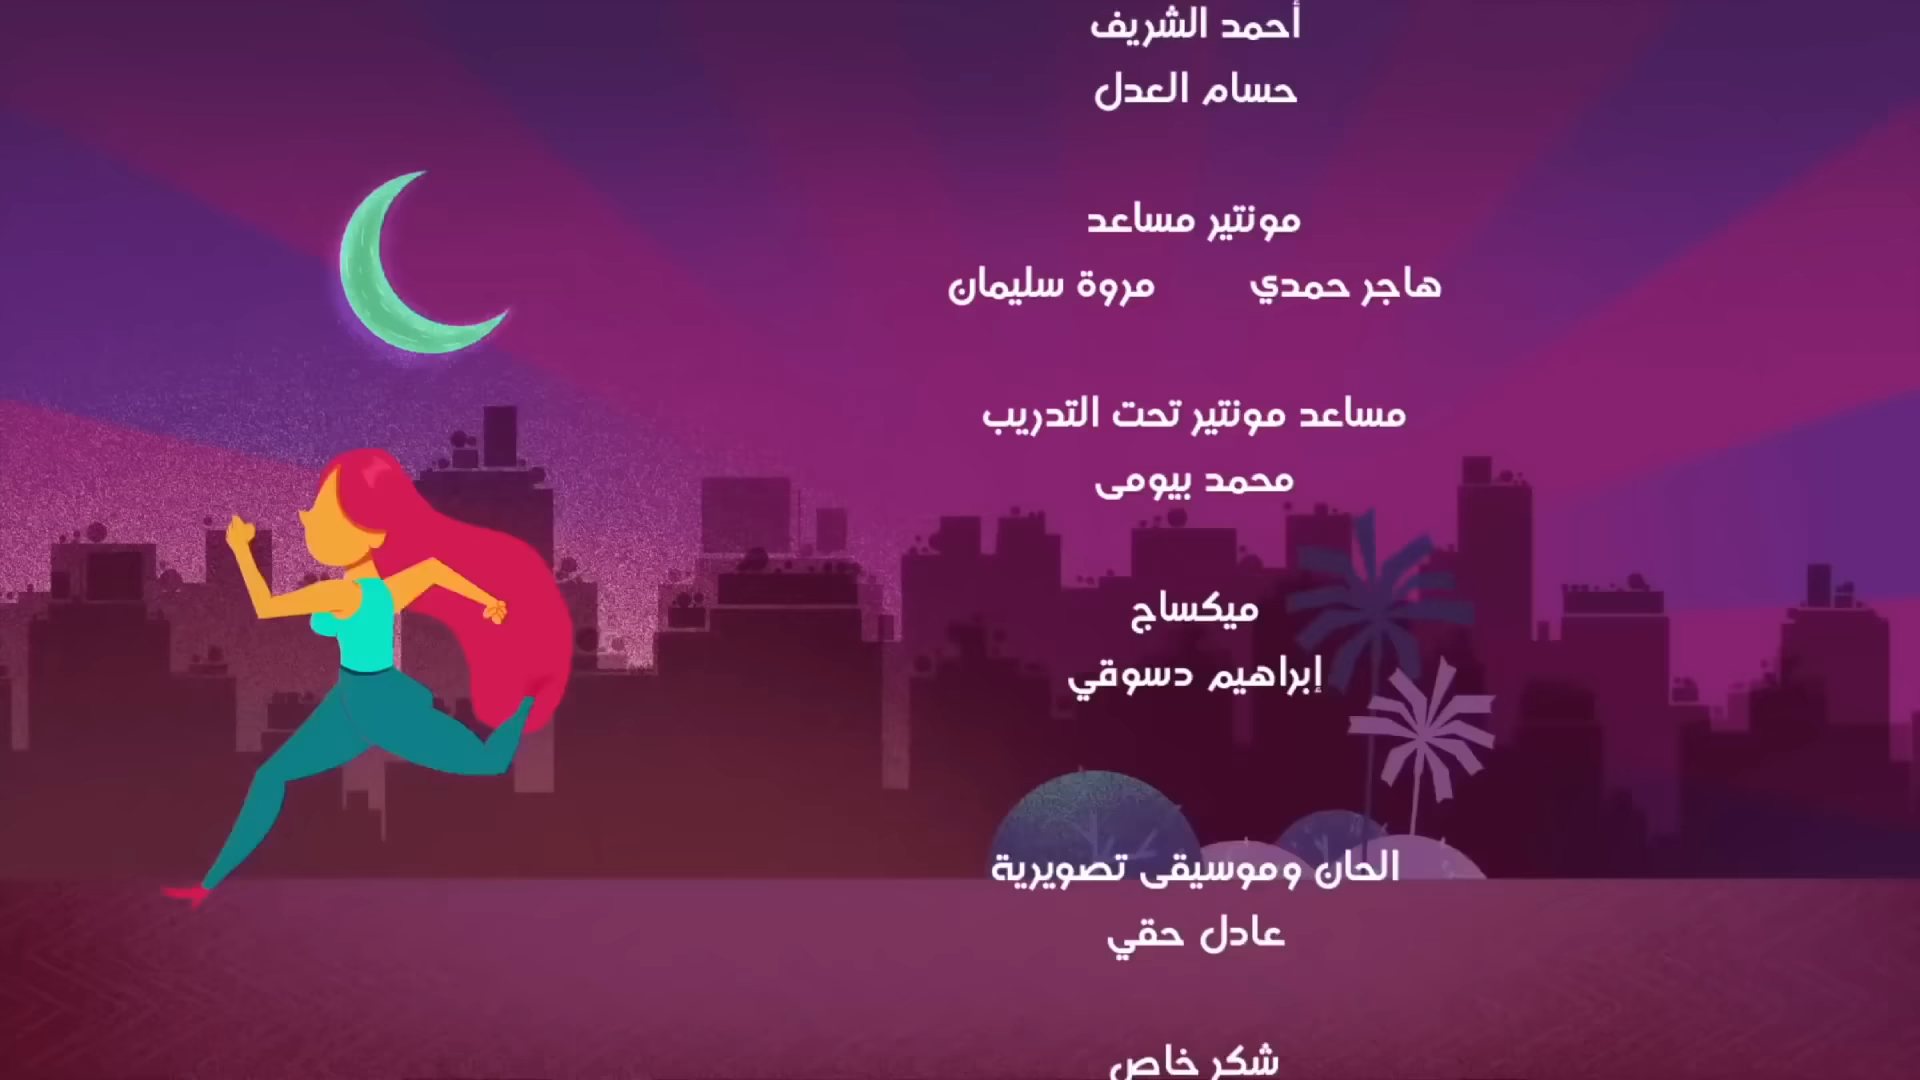 أحمد الشريف
حسام العدل
مونتير مساعد
هاجر حمدي مروة سليمان
مساعد مونتير تحت التدريب
محمد بيومى
ميكساج
إبراهيم دسوقي
الحان وموسيقى تصويرية
عادل حقي
شكر خاص